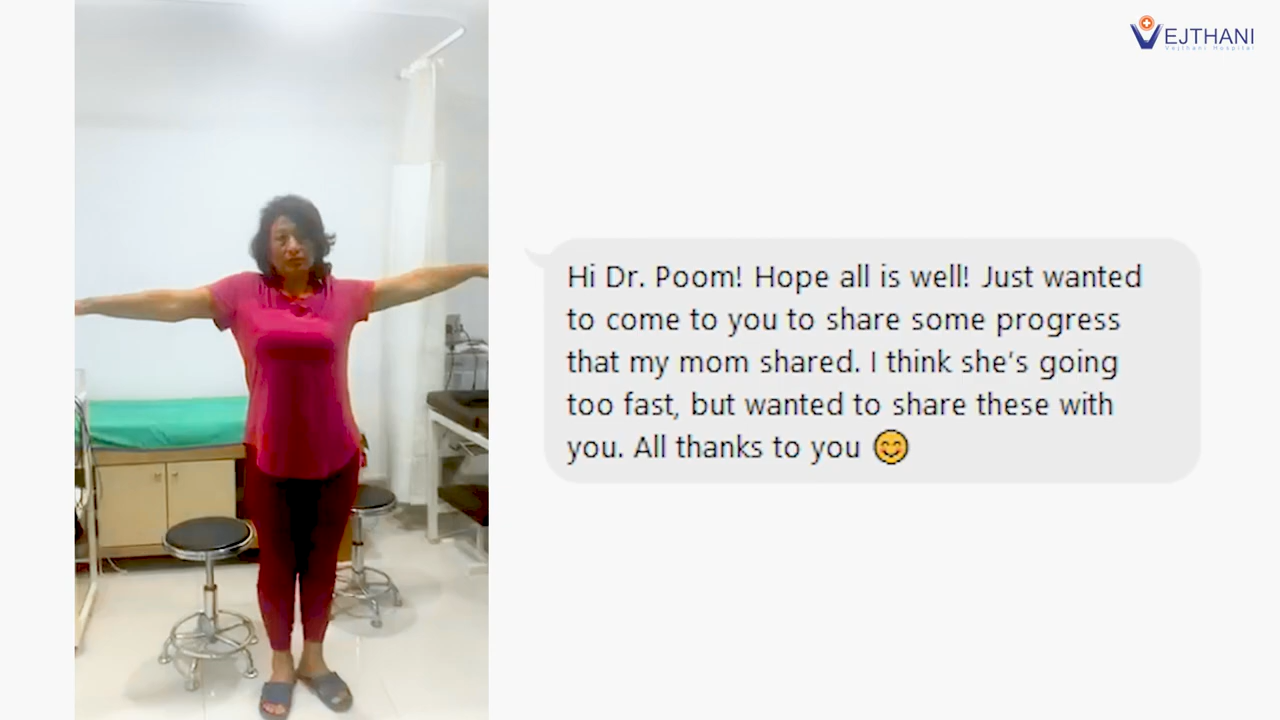 VEJTHANI
Vejthani Hospital
Hi Dr. Poom! Hope all is well! Just wanted
to come to you to share some progress
that my mom shared. I think she's going
too fast, but wanted to share these with
you. All thanks to you 😊